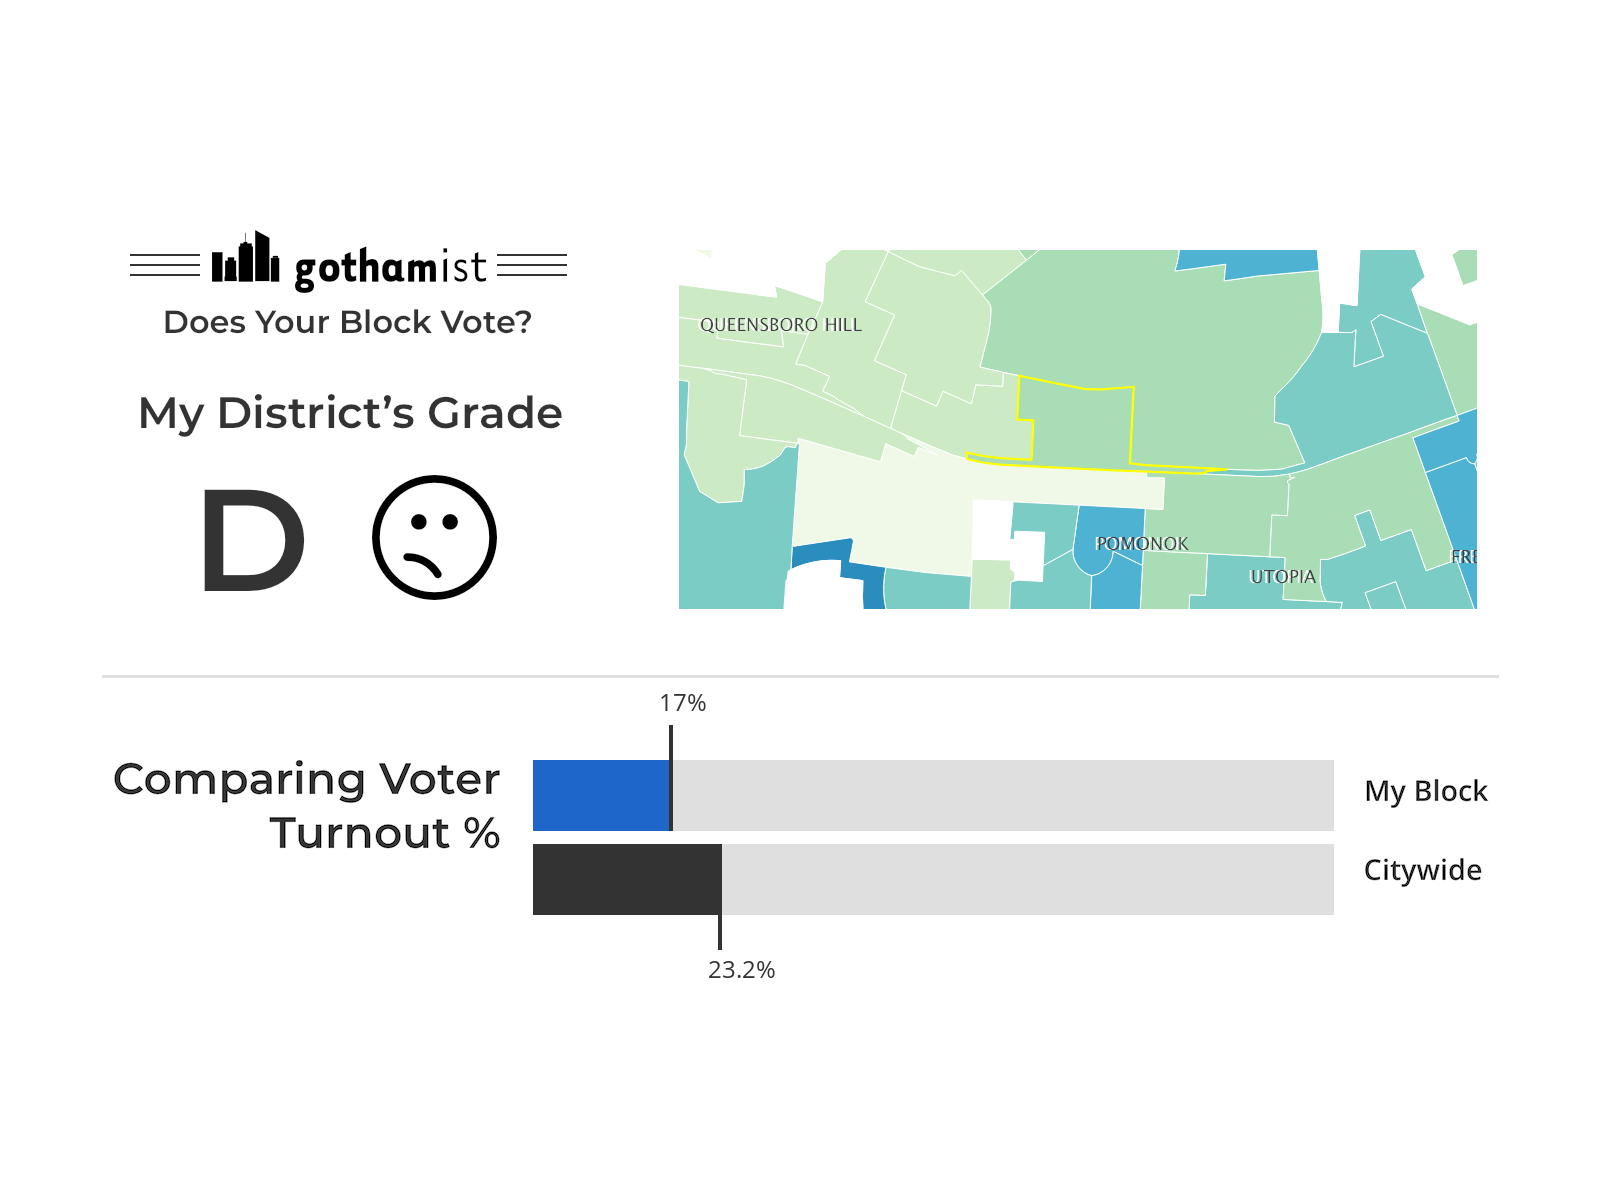 gothamist
Does Your Block Vote?
My District’s Grade
D
QUEENSBORO HILL
POMONOK
UTOPIA
FRE
17%
Comparing Voter
Turnout %
My Block
Citywide
23.2%